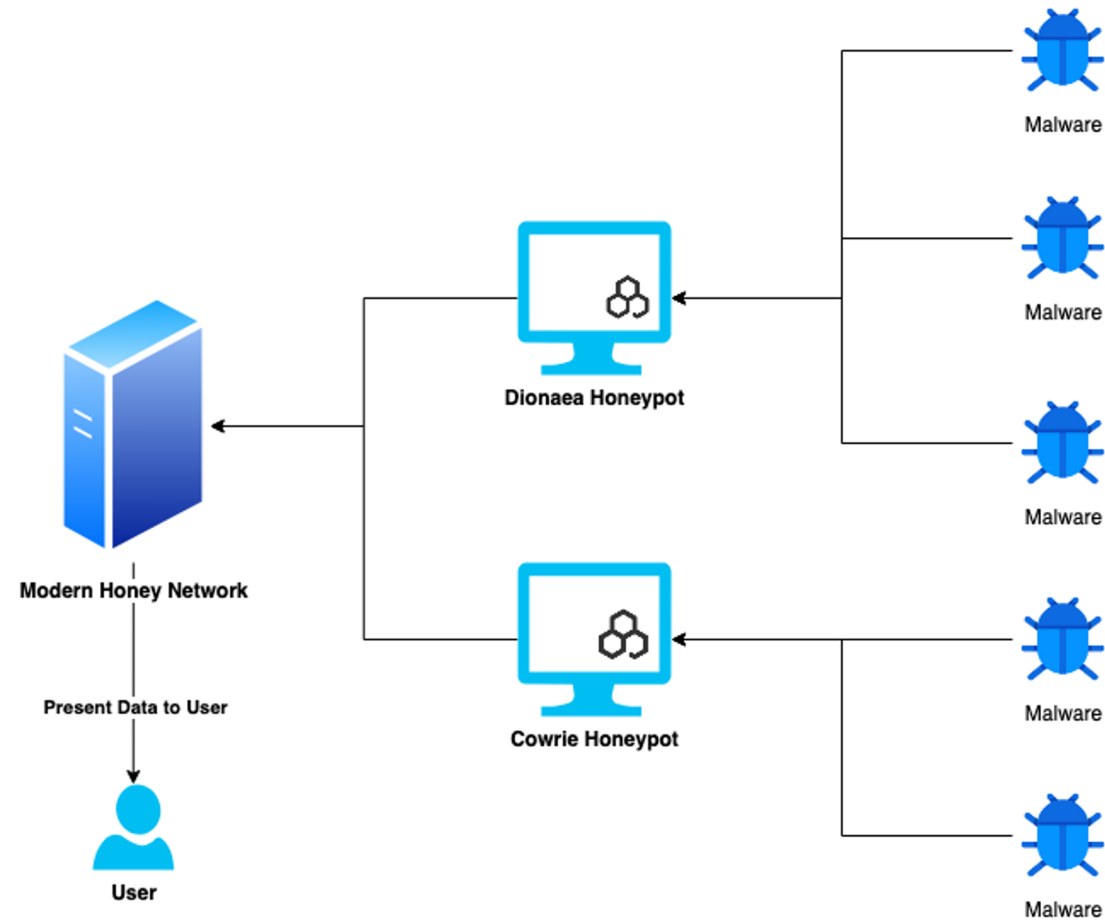 Malware
Malware
Dionaea Honeypot
Malware
Modern Honey Network
Present Data to User
Cowrie Honeypot
Malware
User
Malware